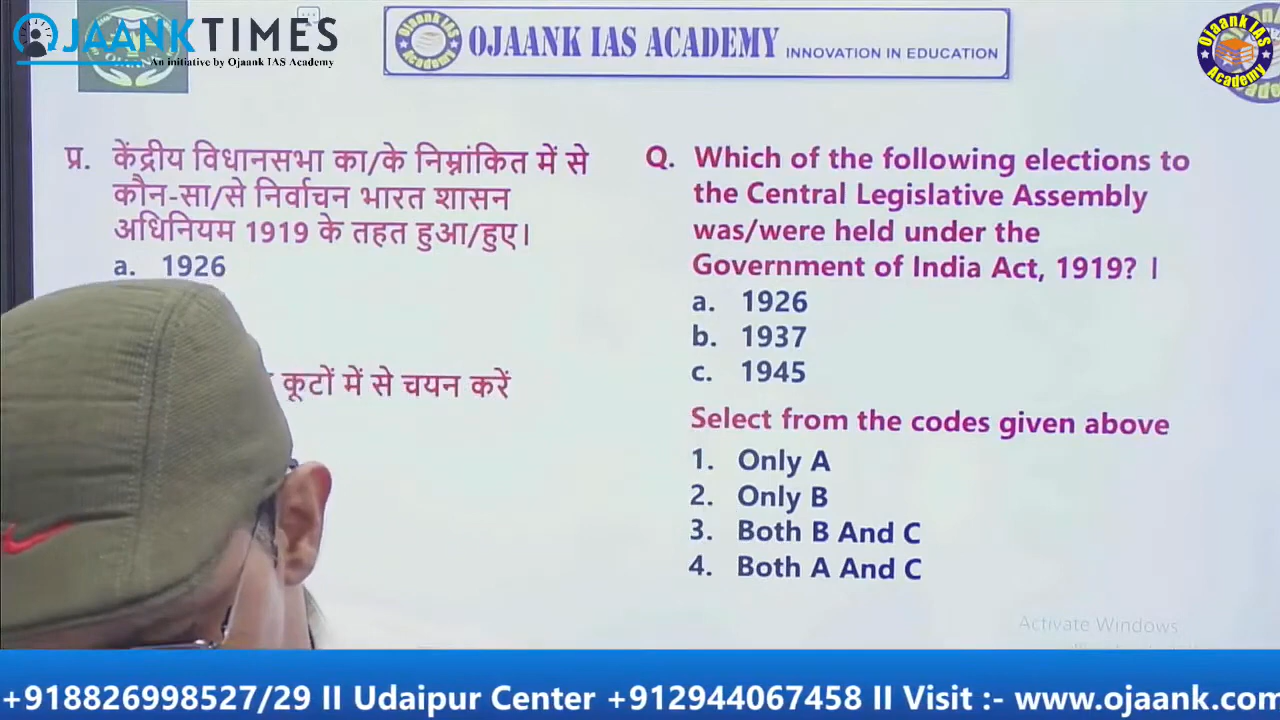 OJAANKTIMES
An initiative by Ojaank IAS Academy
OJAANK IAS ACADEMY INNOVATION IN EDUCATION
Ojaank IAS Academy
प्र. केंद्रीय विधानसभा का/के निम्नांकित में से
कौन-सा/से निर्वाचन भारत शासन
अधिनियम 1919 के तहत हुआ/हुए।
a. 1926
कूटों में से चयन करें
Q. Which of the following elections to
the Central Legislative Assembly
was/were held under the
Government of India Act, 1919? |
a. 1926
b. 1937
c. 1945
Select from the codes given above
1. Only A
2. Only B
3. Both B And C
4. Both A And C
Activate Windows
+918826998527/29 II Udaipur Center +912944067458 II Visit :- www.ojaank.com